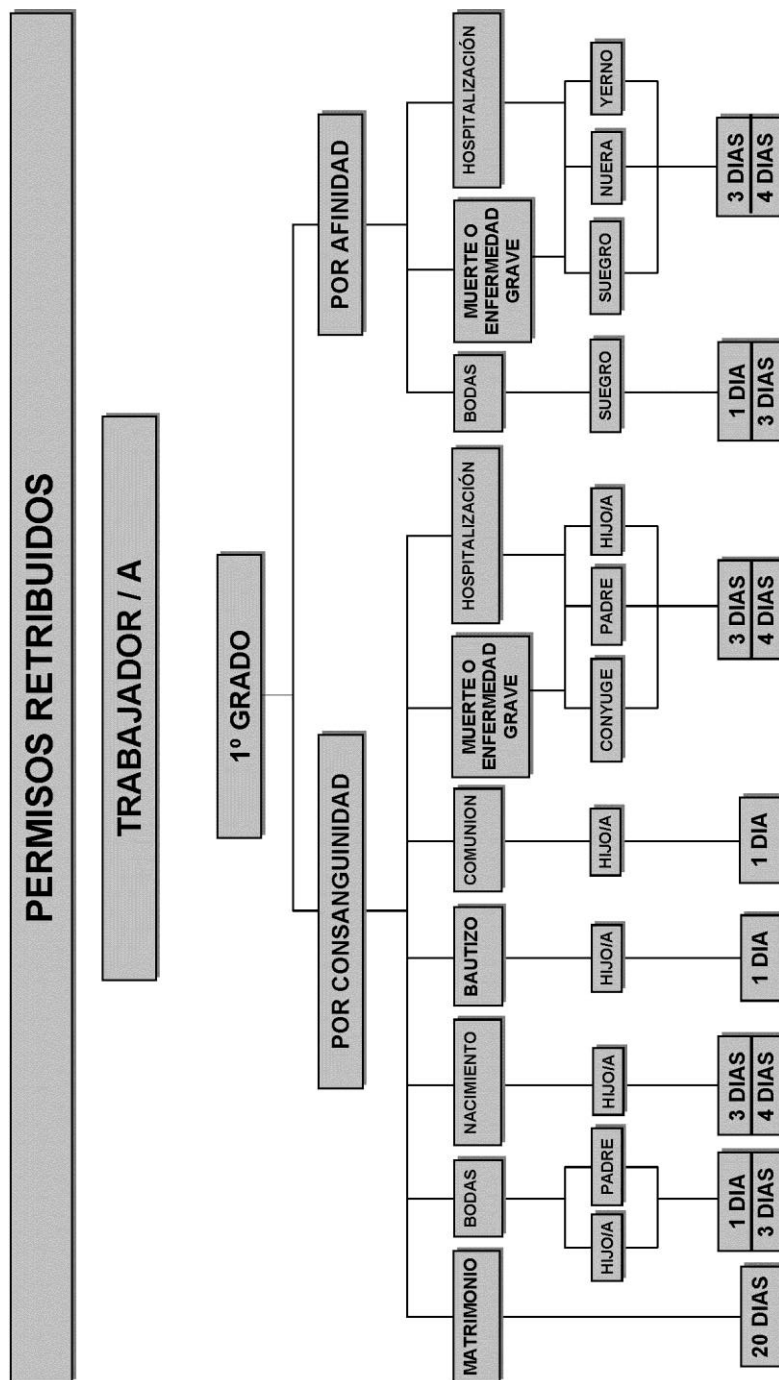 PERMISOS RETRIBUIDOS
TRABAJADOR / A
1º GRADO
POR CONSANGUINIDAD
POR AFINIDAD
MATRIMONIO
BODAS
NACIMIENTO
BAUTIZO
COMUNION
MUERTE O
ENFERMEDAD
GRAVE
HOSPITALIZACIÓN
BODAS
MUERTE O
ENFERMEDAD
GRAVE
HOSPITALIZACIÓN
HIJO/A
PADRE
HIJO/A
HIJO/A
HIJO/A
CONYUGE
PADRE
HIJO/A
SUEGRO
SUEGRO
NUERA
YERNO
20 DIAS
1 DIA
3 DIAS
3 DIAS
4 DIAS
1 DIA
1 DIA
3 DIAS
4 DIAS
1 DIA
3 DIAS
3 DIAS
4 DIAS